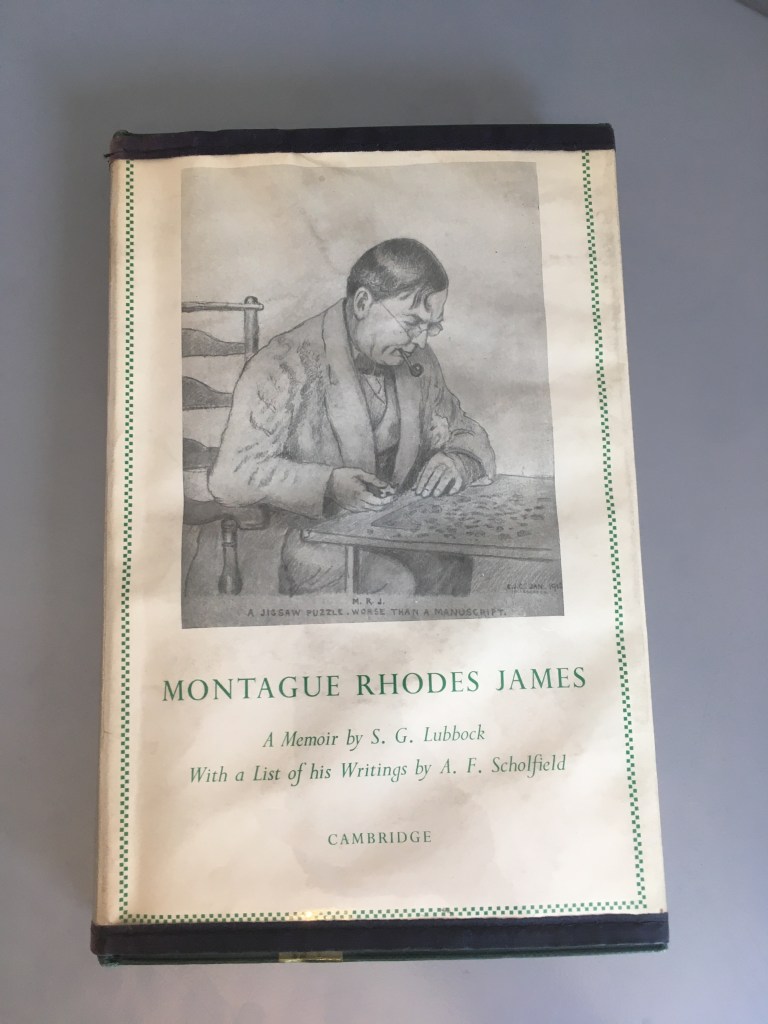 E.J.C. JAN.
M. R. J.
A JIGSAW PUZZLE. WORSE THAN A MANUSCRIPT.
MONTAGUE RHODES JAMES
A Memoir by S. G. Lubbock
With a List of his Writings by A. F. Scholfield
CAMBRIDGE